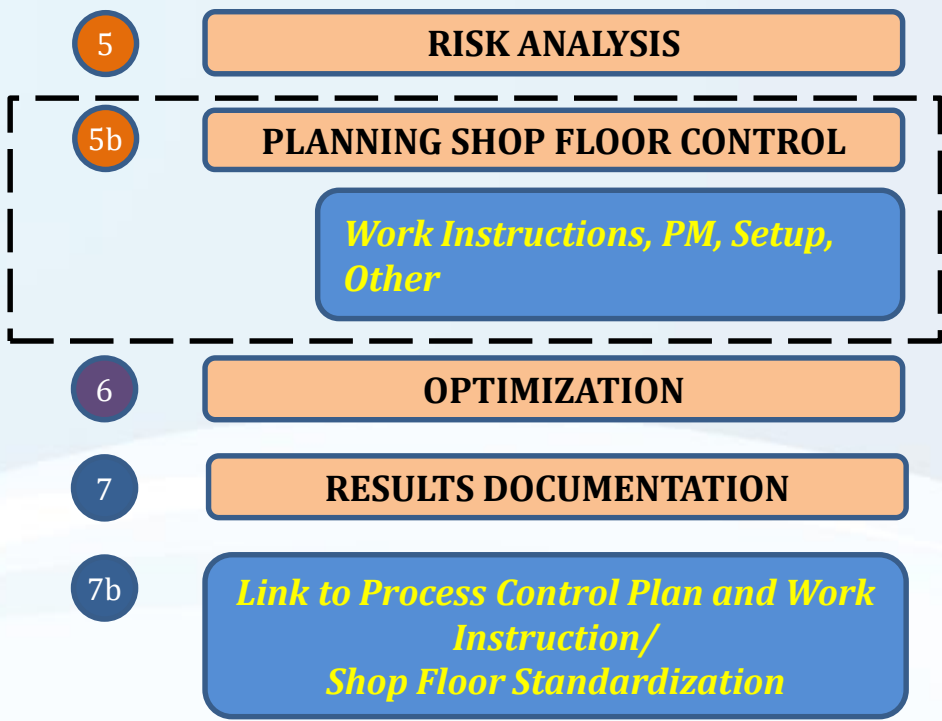 5
RISK ANALYSIS
5b
PLANNING SHOP FLOOR CONTROL
Work Instructions, PM, Setup,
Other
6
OPTIMIZATION
7
RESULTS DOCUMENTATION
7b
Link to Process Control Plan and Work
Instruction/
Shop Floor Standardization